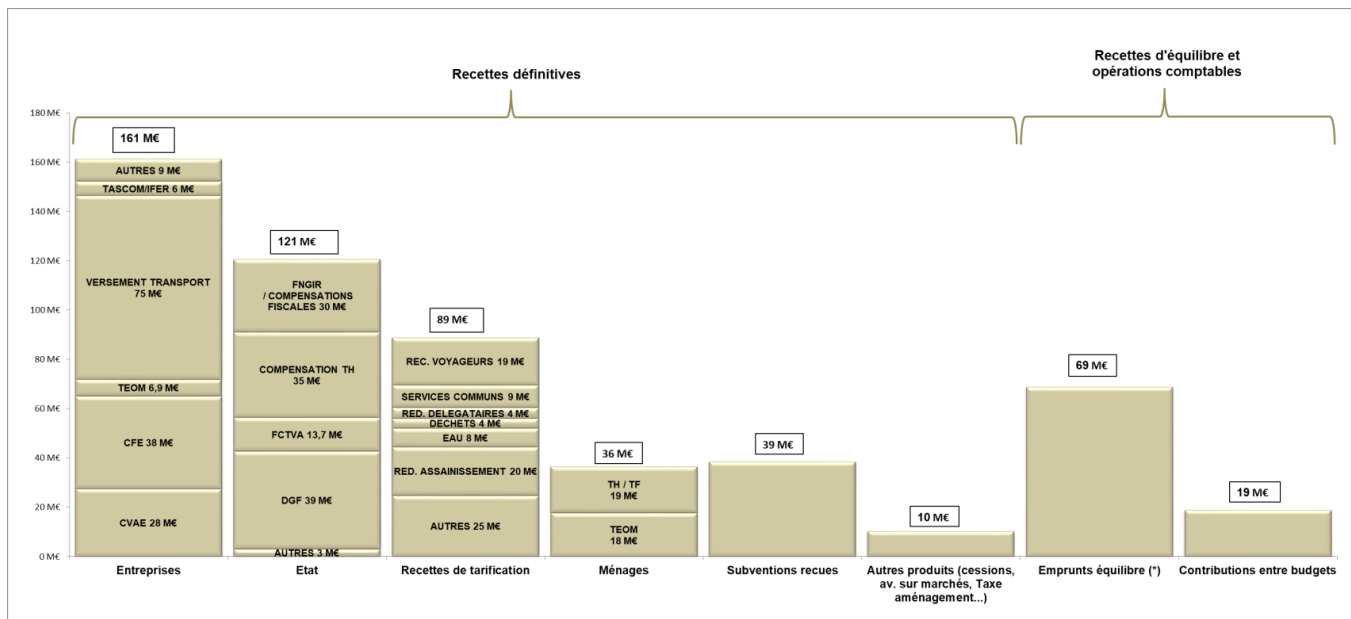 Recettes définitives
Recettes d'équilibre et
opérations comptables
180 M€
160 M€
140 M€
120 M€
100 M€
80 M€
60 M€
40 M€
20 M€
0 M€
161 M€
AUTRES 9 M€
TASCOM/IFER 6 M€
VERSEMENT TRANSPORT
75 M€
TEOM 6,9 M€
CFE 38 M€
CVAE 28 M€
Entreprises
121 M€
FNGIR
/ COMPENSATIONS
FISCALES 30 M€
COMPENSATION TH
35 M€
FCTVA 13,7 M€
DGF 39 M€
AUTRES 3 M€
Etat
89 M€
REC. VOYAGEURS 19 M€
SERVICES COMMUNS 9 M€
RED. DELEGATAIRES 4 M€
DECHETS 4 M€
EAU 8 M€
RED. ASSAINISSEMENT 20 M€
AUTRES 25 M€
Recettes de tarification
36 M€
TH / TF
19 M€
TEOM
18 M€
Ménages
39 M€
Subventions recues
10 M€
Autres produits (cessions,
av. sur marchés, Taxe
aménagement...)
69 M€
Emprunts équilibre (*)
19 M€
Contributions entre budgets